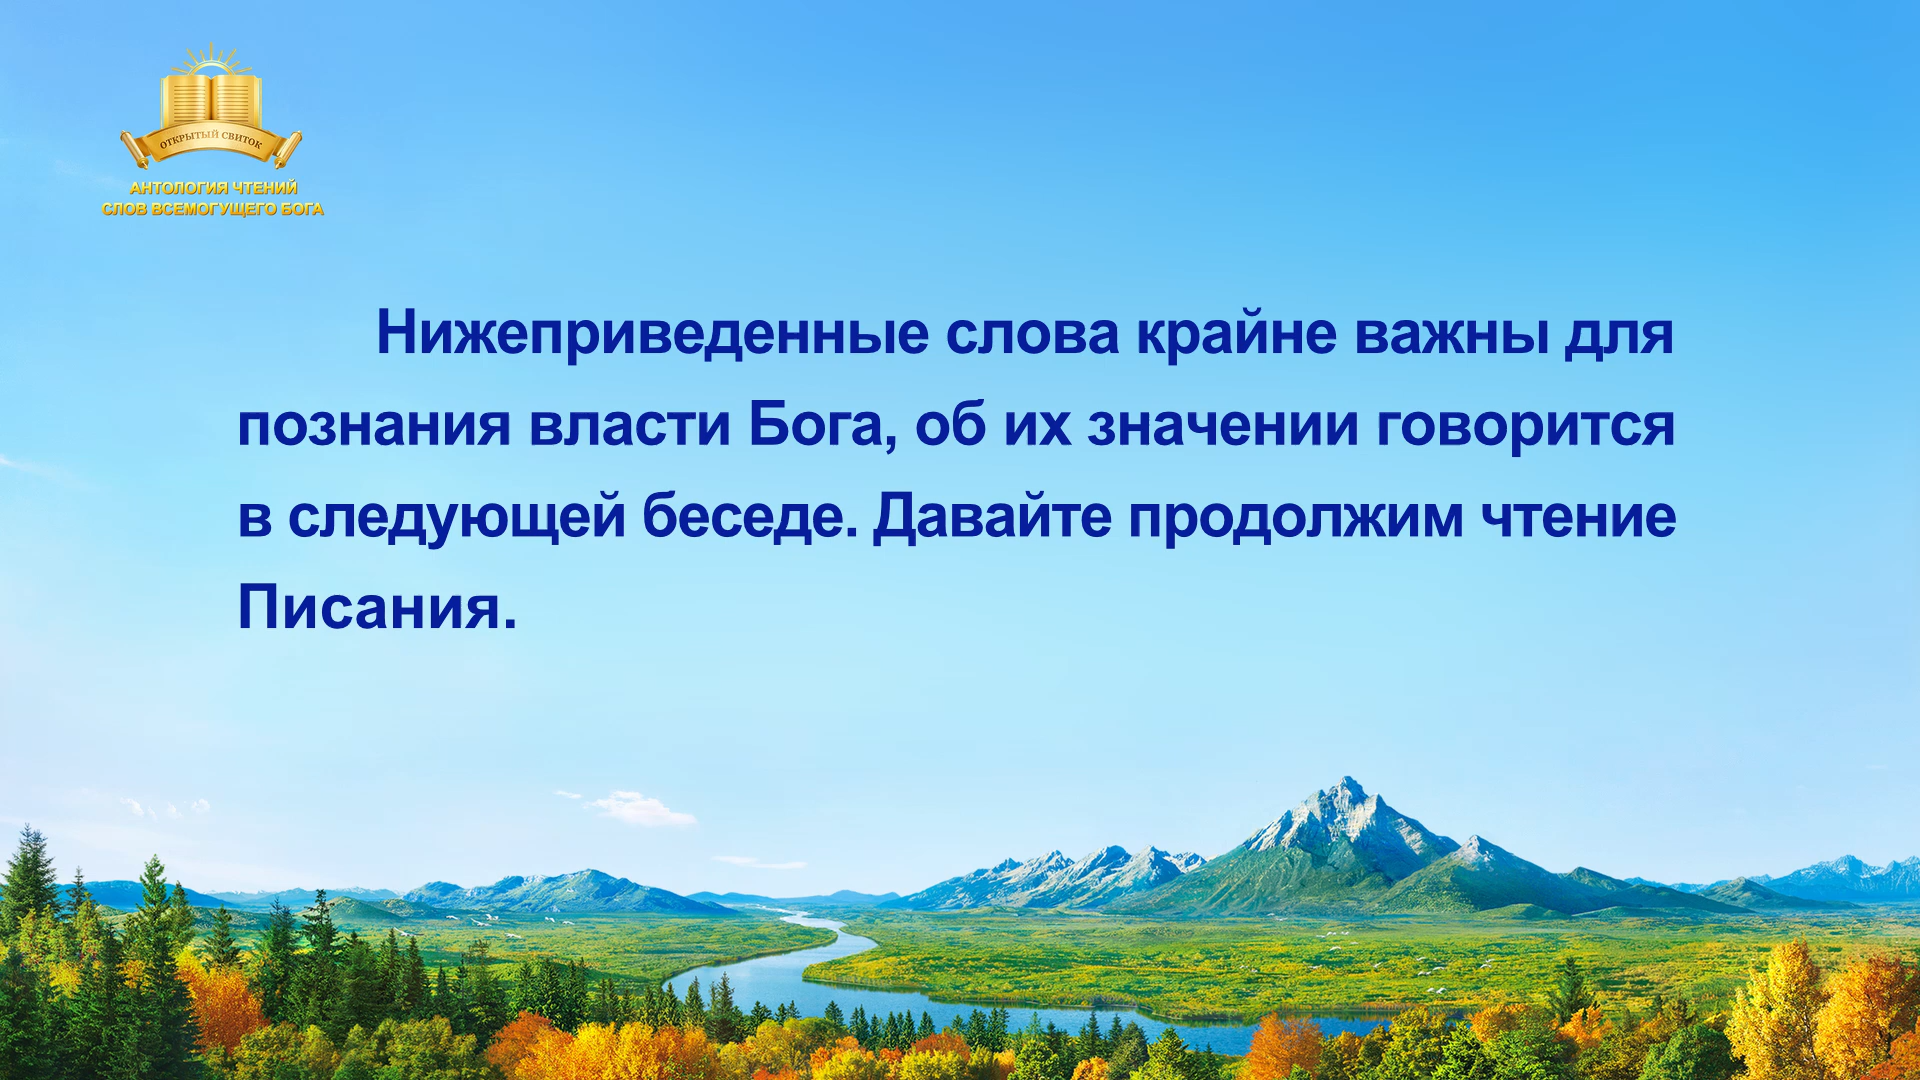 ОТКРЫТЫЙ СВИТОК
АНТОЛОГИЯ ЧТЕНИЙ
СЛОВ ВСЕМОГУЩЕГО БОГА
Нижеприведенные слова крайне важны для
познания власти Бога, об их значении говорится
в следующей беседе. Давайте продолжим чтение
Писания.